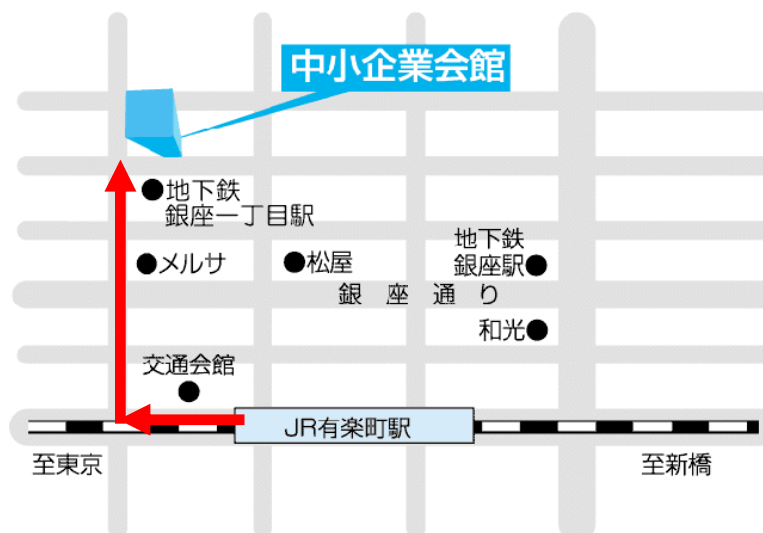 中小企業会館
地下鉄
銀座一丁目駅
メルサ
松屋
地下鉄
銀座駅
銀座通り
和光
交通会館
JR有楽町駅
至東京
至新橋